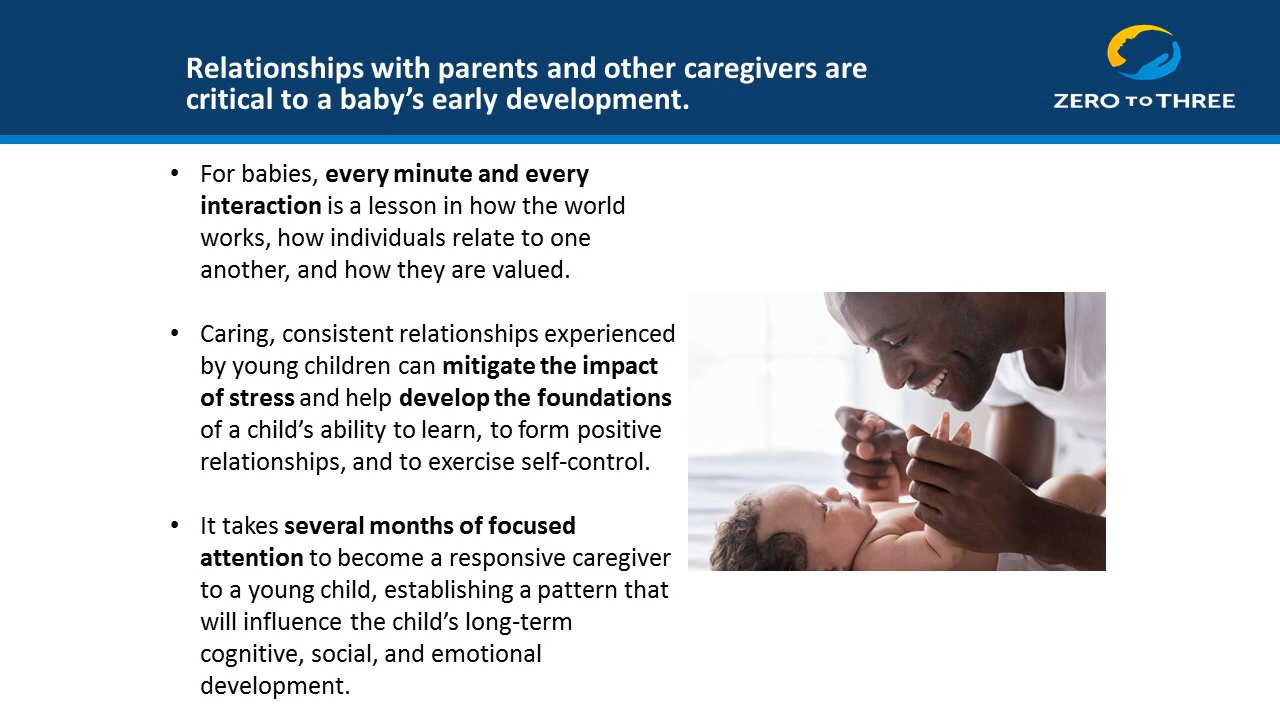 Relationships with parents and other caregivers are
critical to a baby’s early development.
ZERO TO THREE
• For babies, every minute and every
interaction is a lesson in how the world
works, how individuals relate to one
another, and how they are valued.
• Caring, consistent relationships experienced
by young children can mitigate the impact
of stress and help develop the foundations
of a child’s ability to learn, to form positive
relationships, and to exercise self-control.
• It takes several months of focused
attention to become a responsive caregiver
to a young child, establishing a pattern that
will influence the child’s long-term
cognitive, social, and emotional
development.